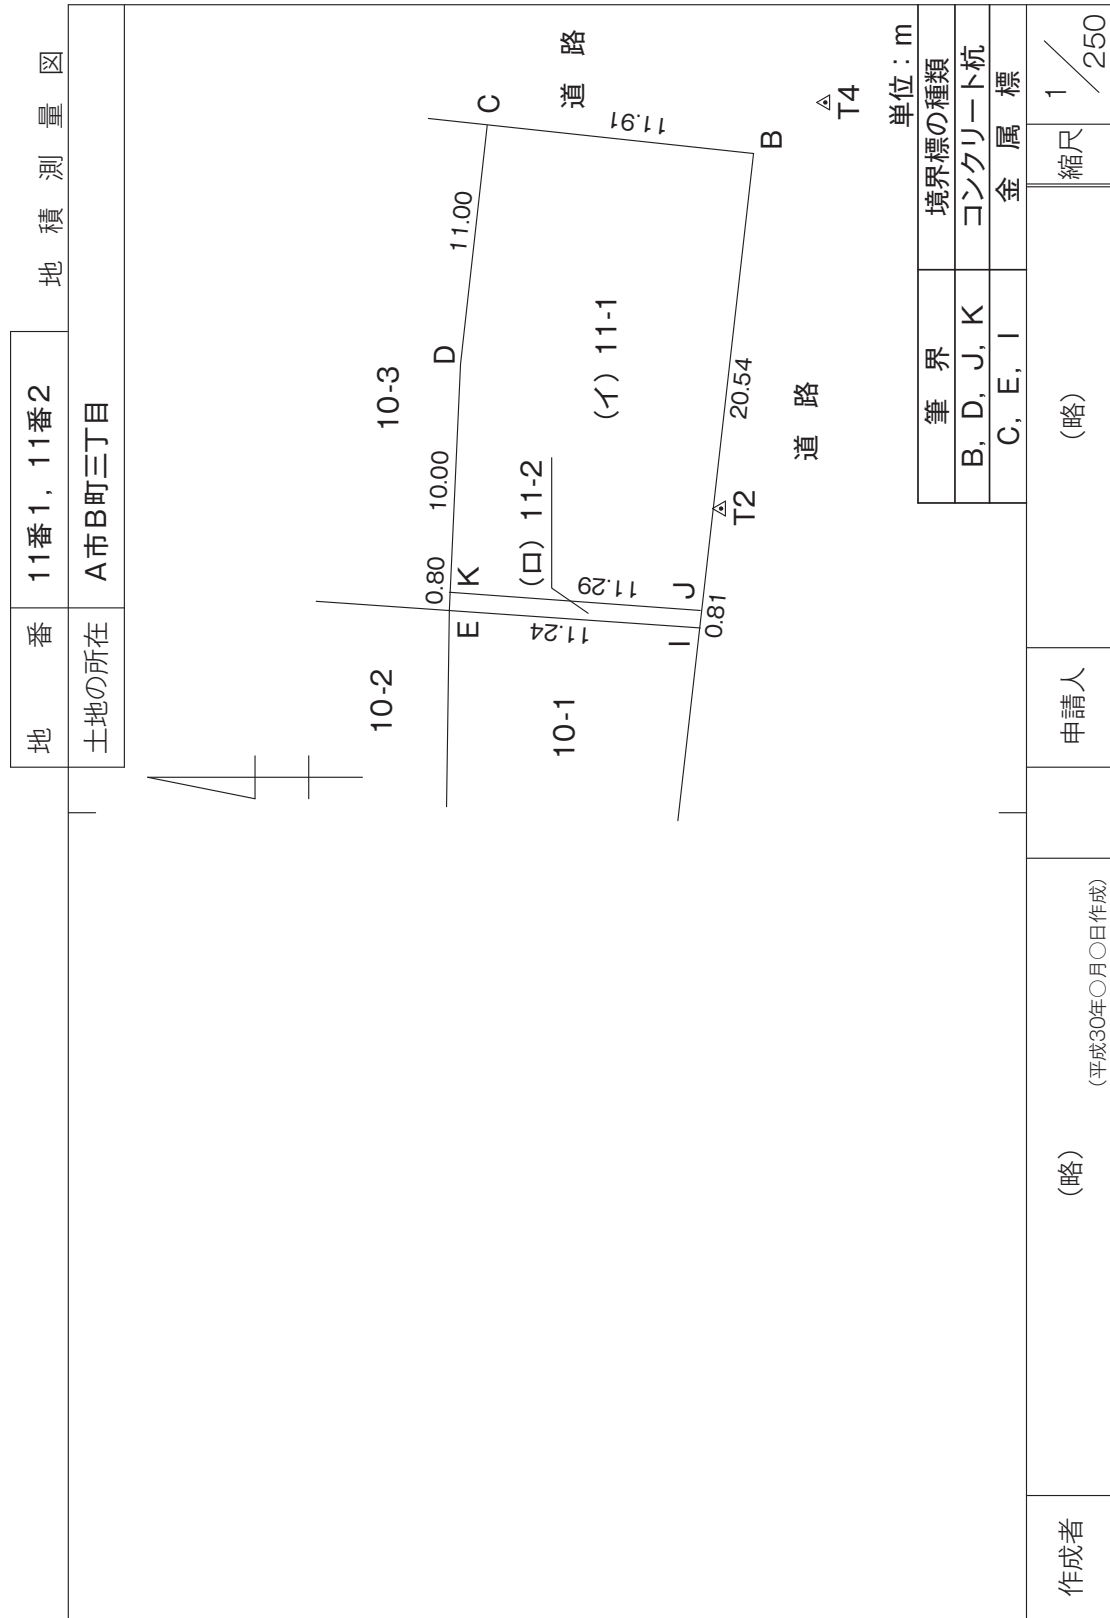 地積測量図
地番 11番1，11番2
土地の所在 A市B町三丁目
10-2
10-3
10-1
(イ) 11-1
(ロ) 11-2
E
K
D
C
B
J
I
0.80
10.00
11.00
11.91
20.54
0.81
11.24
11.29
T2
T4
道路
道路
単位：m
筆界 境界標の種類
B，D，J，K コンクリート杭
C，E，I 金属標
作成者 (略)
(平成30年○月○日作成)
申請人 (略)
縮尺 1/250